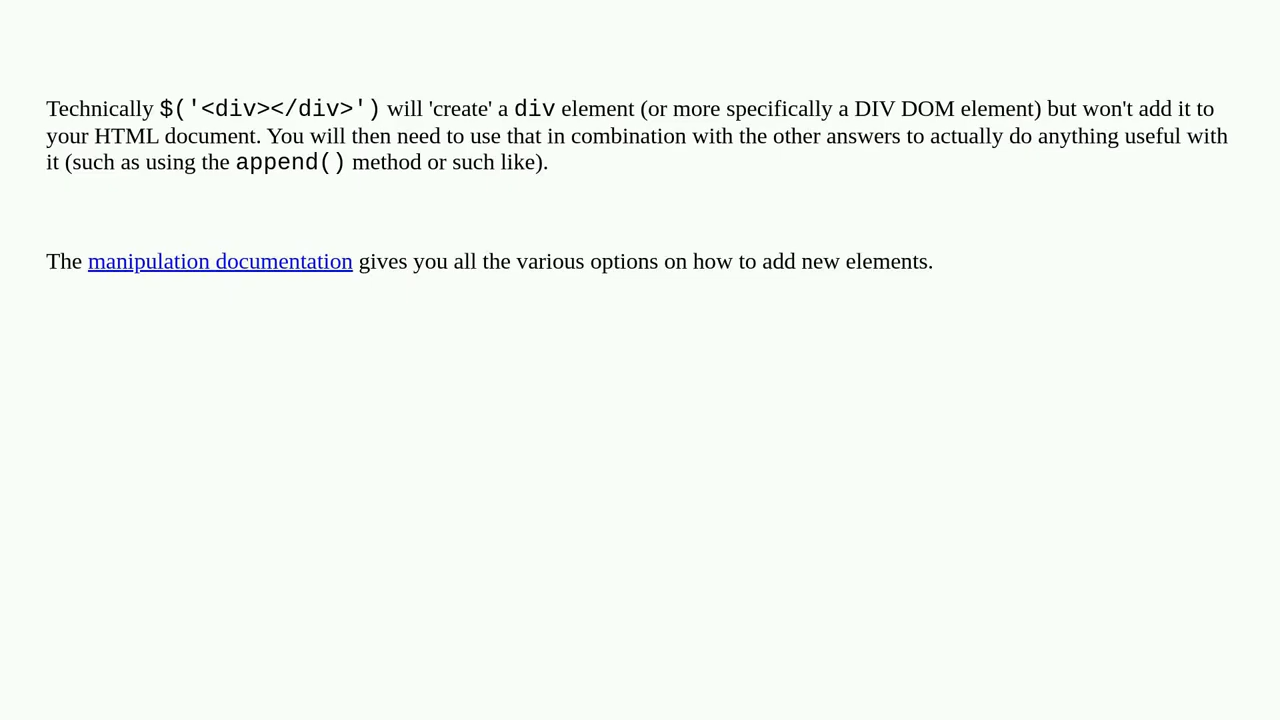 Technically $('<div></div>') will 'create' a div element (or more specifically a DIV DOM element) but won't add it to
your HTML document. You will then need to use that in combination with the other answers to actually do anything useful with
it (such as using the append() method or such like).
The manipulation documentation gives you all the various options on how to add new elements.